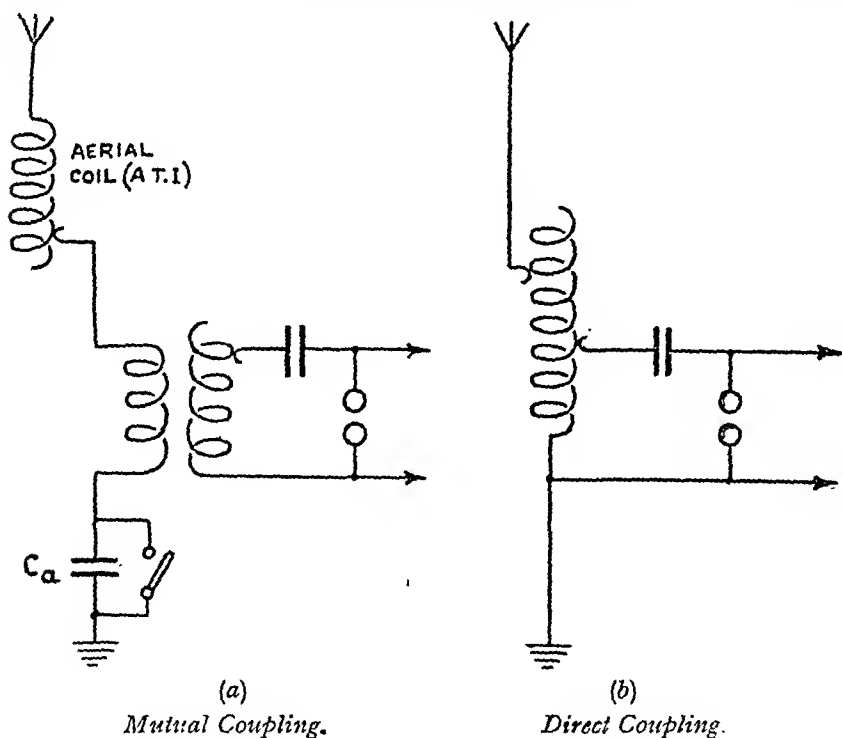 AERIAL
COIL (A T.I)
Ca
(a)
Mutual Coupling.
(b)
Direct Coupling.